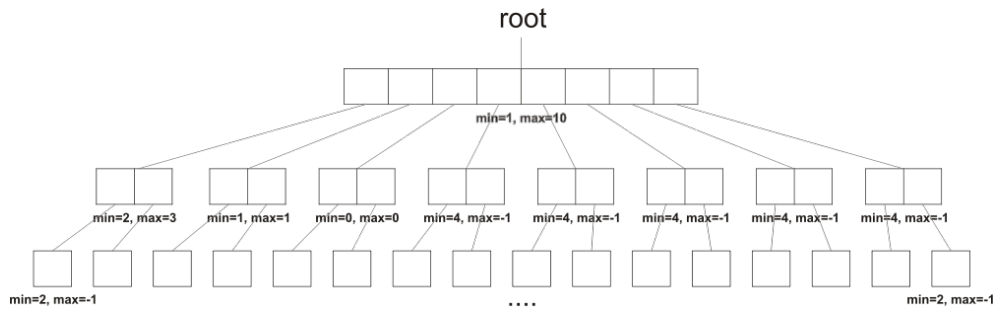 root
min=1, max=10
min=2, max=3 min=1, max=1 min=0, max=0 min=4, max=-1 min=4, max=-1 min=4, max=-1 min=4, max=-1 min=4, max=-1
min=2, max=-1 .... min=2, max=-1